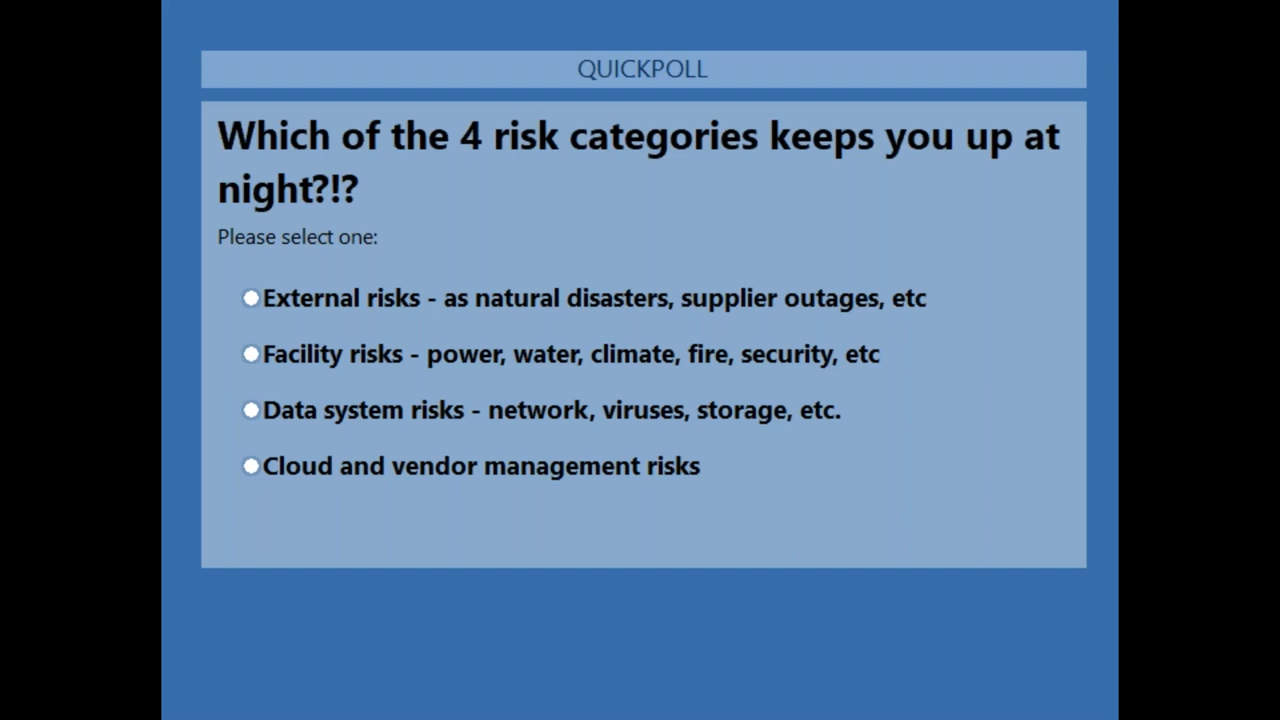 QUICKPOLL
Which of the 4 risk categories keeps you up at
night?!?
Please select one:
External risks - as natural disasters, supplier outages, etc
Facility risks - power, water, climate, fire, security, etc
Data system risks - network, viruses, storage, etc.
Cloud and vendor management risks